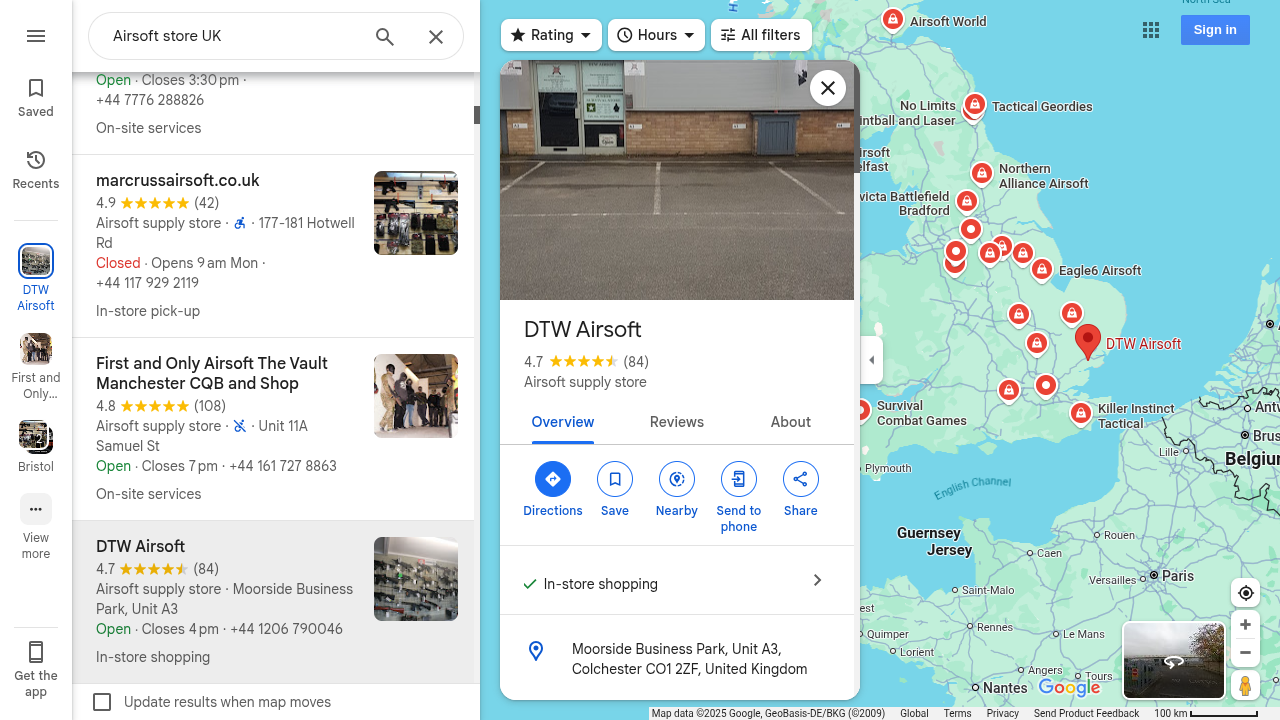 Airsoft store UK
Saved
Recents
DTW
Airsoft
First and
Only...
Bristol
View
more
Get the
app
Open · Closes 3:30 pm ·
+44 7776 288826
On-site services
marcrussairsoft.co.uk
4.9 (42)
Airsoft supply store · · 177-181 Hotwell
Rd
Closed · Opens 9 am Mon ·
+44 117 929 2119
In-store pick-up
First and Only Airsoft The Vault
Manchester CQB and Shop
4.8 (108)
Airsoft supply store · · Unit 11A
Samuel St
Open · Closes 7 pm · +44 161 727 8863
On-site services
DTW Airsoft
4.7 (84)
Airsoft supply store · Moorside Business
Park, Unit A3
Open · Closes 4 pm · +44 1206 790046
In-store shopping
Update results when map moves
Rating
Hours
All filters
DTW Airsoft
4.7 (84)
Airsoft supply store
Overview
Reviews
About
Directions
Save
Nearby
Send to
phone
Share
In-store shopping
Moorside Business Park, Unit A3,
Colchester CO1 2ZF, United Kingdom
Sign in
North Sea
Airsoft World
No Limits
intball and Laser
Tactical Geordies
irsoft
elfast
Northern
Alliance Airsoft
victa Battlefield
Bradford
Eagle6 Airsoft
DTW Airsoft
Survival
Combat Games
Killer Instinct
Tactical
Plymouth
English Channel
Lille
Antw
Brus
Belgium
Guernsey
Jersey
Rouen
Caen
Versailles
Paris
Saint-Malo
est
Quimper
Rennes
Le Mans
Lorient
Angers
Tours
Nantes
Google
Map data ©2025 Google, GeoBasis-DE/BKG (©2009)
Global
Terms
Privacy
Send Product Feedback
100 km